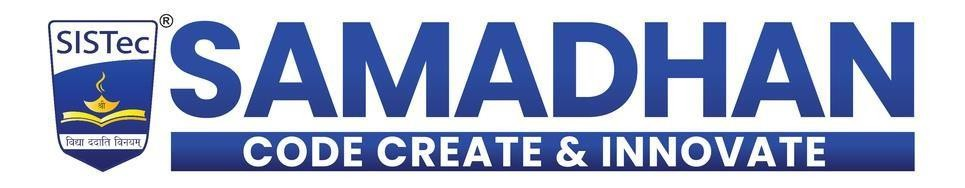 SISTec
®
SAMADHAN
श्री
विद्या ददाति विनयम्
CODE CREATE & INNOVATE